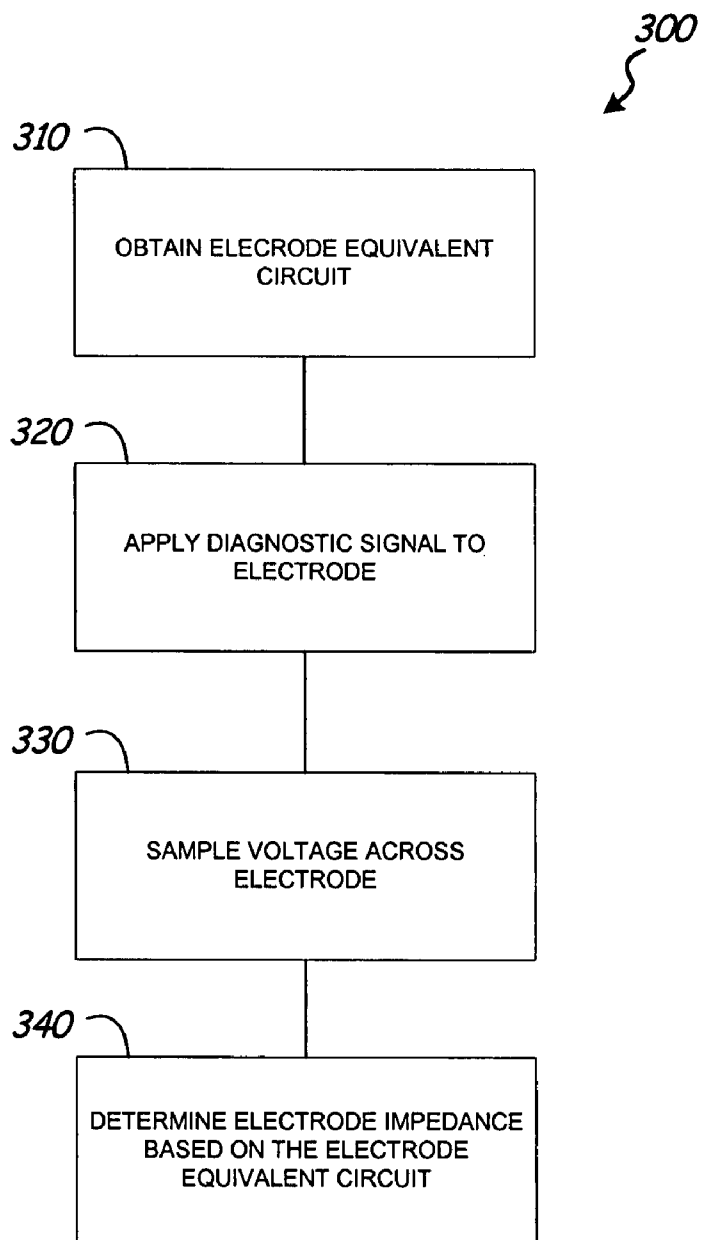 300
310
OBTAIN ELECRODE EQUIVALENT
CIRCUIT
320
APPLY DIAGNOSTIC SIGNAL TO
ELECTRODE
330
SAMPLE VOLTAGE ACROSS
ELECTRODE
340
DETERMINE ELECTRODE IMPEDANCE
BASED ON THE ELECTRODE
EQUIVALENT CIRCUIT